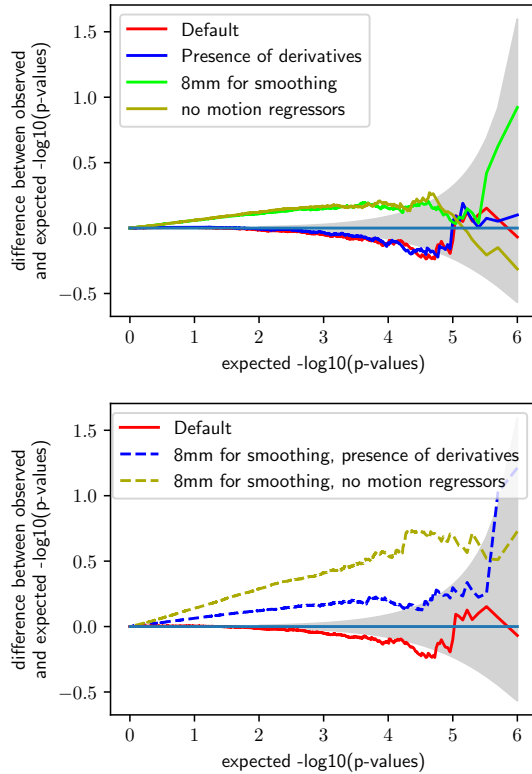 Default
Presence of derivatives
8mm for smoothing
no motion regressors
difference between observed
and expected -log10(p-values)
1.5
1.0
0.5
0.0
−0.5
0 1 2 3 4 5 6
expected -log10(p-values)
Default
8mm for smoothing, presence of derivatives
8mm for smoothing, no motion regressors
difference between observed
and expected -log10(p-values)
1.5
1.0
0.5
0.0
−0.5
0 1 2 3 4 5 6
expected -log10(p-values)